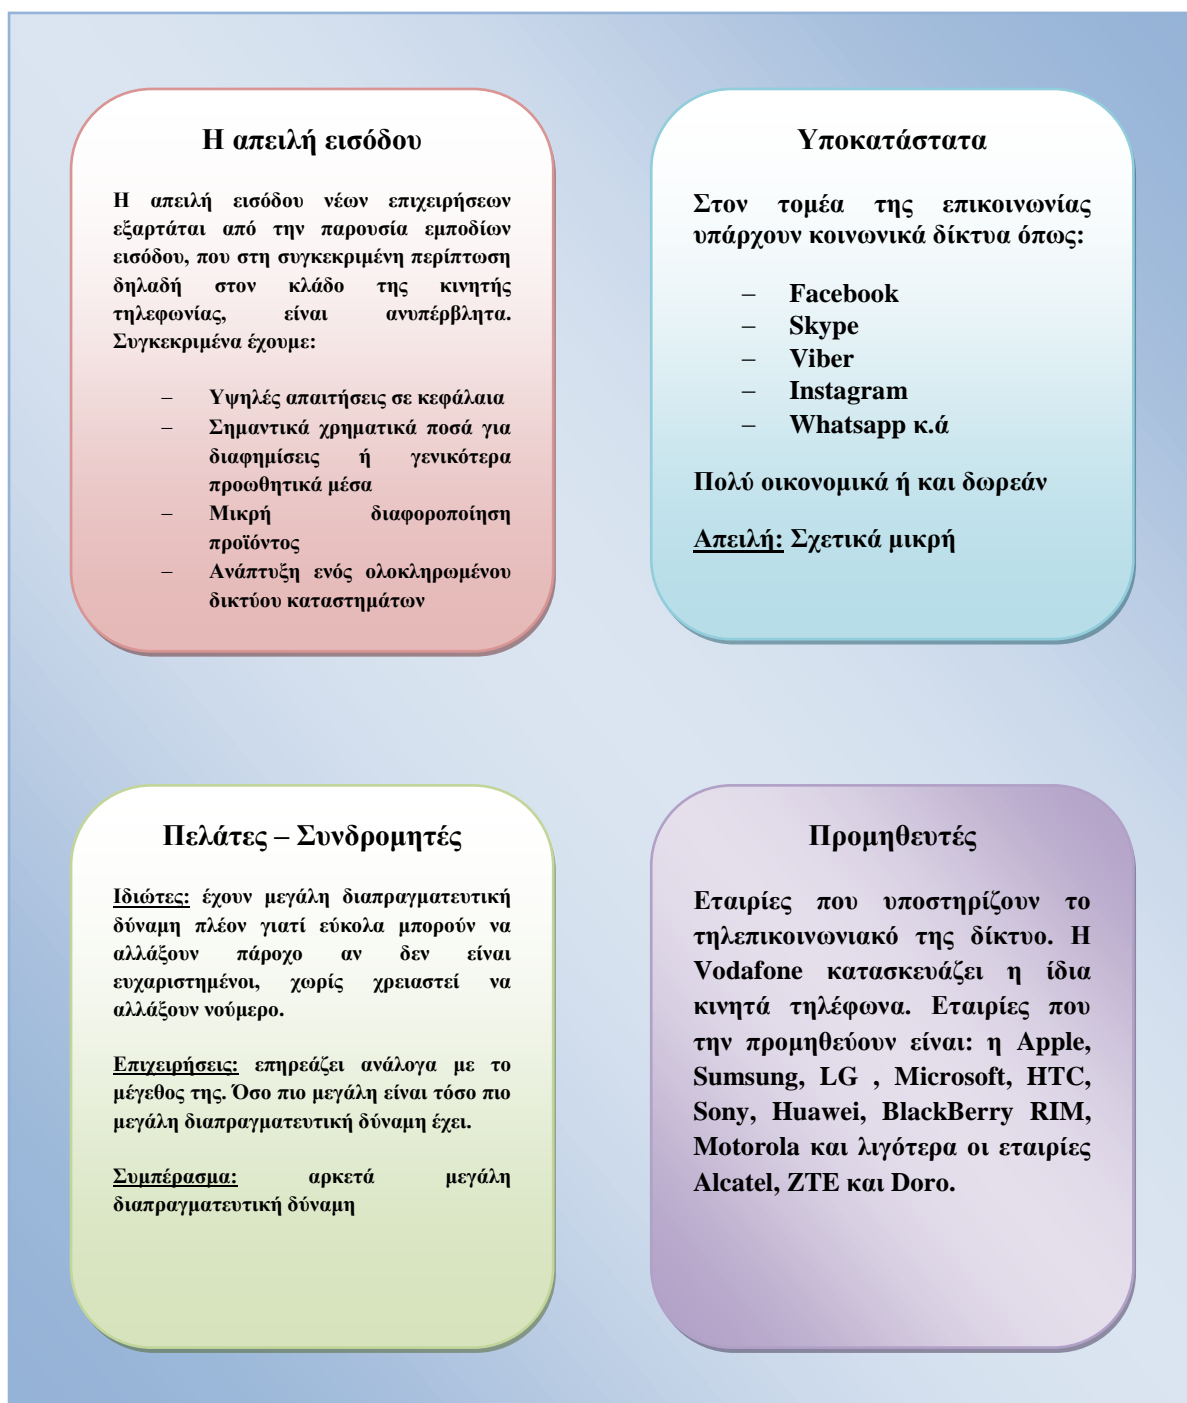 Η απειλή εισόδου
Η απειλή εισόδου νέων επιχειρήσεων
εξαρτάται από την παρουσία εμποδίων
εισόδου, που στη συγκεκριμένη περίπτωση
δηλαδή στον κλάδο της κινητής
τηλεφωνίας, είναι ανυπέρβλητα.
Συγκεκριμένα έχουμε:
– Υψηλές απαιτήσεις σε κεφάλαια
– Σημαντικά χρηματικά ποσά για
διαφημίσεις ή γενικότερα
προωθητικά μέσα
– Μικρή διαφοροποίηση
προϊόντος
– Ανάπτυξη ενός ολοκληρωμένου
δικτύου καταστημάτων
Υποκατάστατα
Στον τομέα της επικοινωνίας
υπάρχουν κοινωνικά δίκτυα όπως:
– Facebook
– Skype
– Viber
– Instagram
– Whatsapp κ.ά
Πολύ οικονομικά ή και δωρεάν
Απειλή: Σχετικά μικρή
Πελάτες – Συνδρομητές
Ιδιώτες: έχουν μεγάλη διαπραγματευτική
δύναμη πλέον γιατί εύκολα μπορούν να
αλλάξουν πάροχο αν δεν είναι
ευχαριστημένοι, χωρίς χρειαστεί να
αλλάξουν νούμερο.
Επιχειρήσεις: επηρεάζει ανάλογα με το
μέγεθος της. Όσο πιο μεγάλη είναι τόσο πιο
μεγάλη διαπραγματευτική δύναμη έχει.
Συμπέρασμα: αρκετά μεγάλη
διαπραγματευτική δύναμη
Προμηθευτές
Εταιρίες που υποστηρίζουν το
τηλεπικοινωνιακό της δίκτυο. Η
Vodafone κατασκευάζει η ίδια
κινητά τηλέφωνα. Εταιρίες που
την προμηθεύουν είναι: η Apple,
Sumsung, LG , Microsoft, HTC,
Sony, Huawei, BlackBerry RIM,
Motorola και λιγότερα οι εταιρίες
Alcatel, ZTE και Doro.